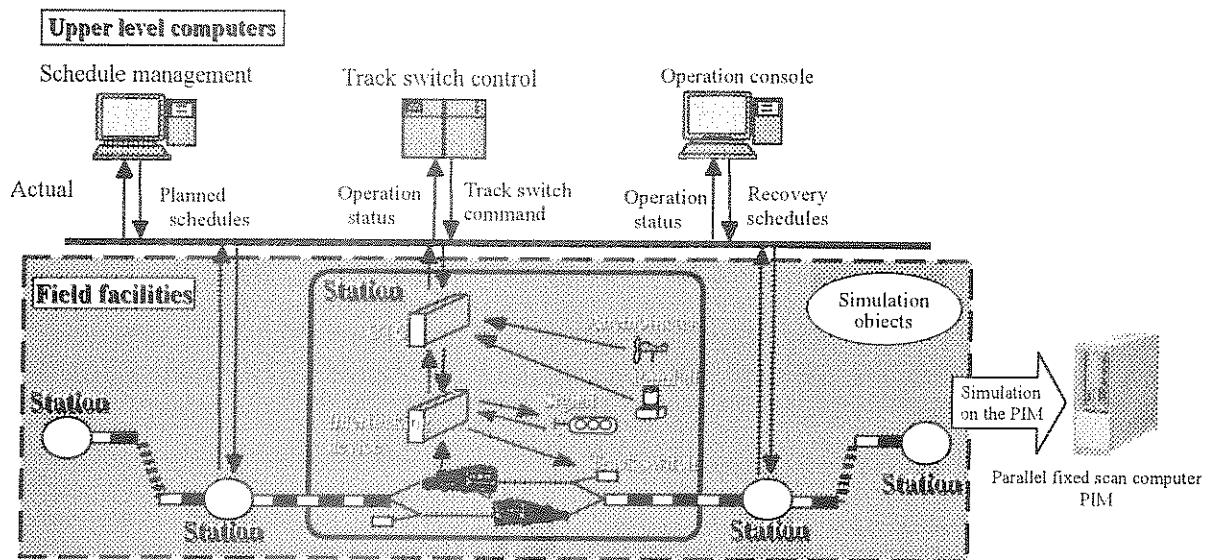 Upper level computers
Schedule management
Track switch control
Operation console
Actual
Planned
schedules
Operation
status
Track switch
command
Operation
status
Recovery
schedules
Field facilities
Station
Simulation
objects
Station
Simulation
on the PIM
Station
Station
Station
Parallel fixed scan computer
PIM